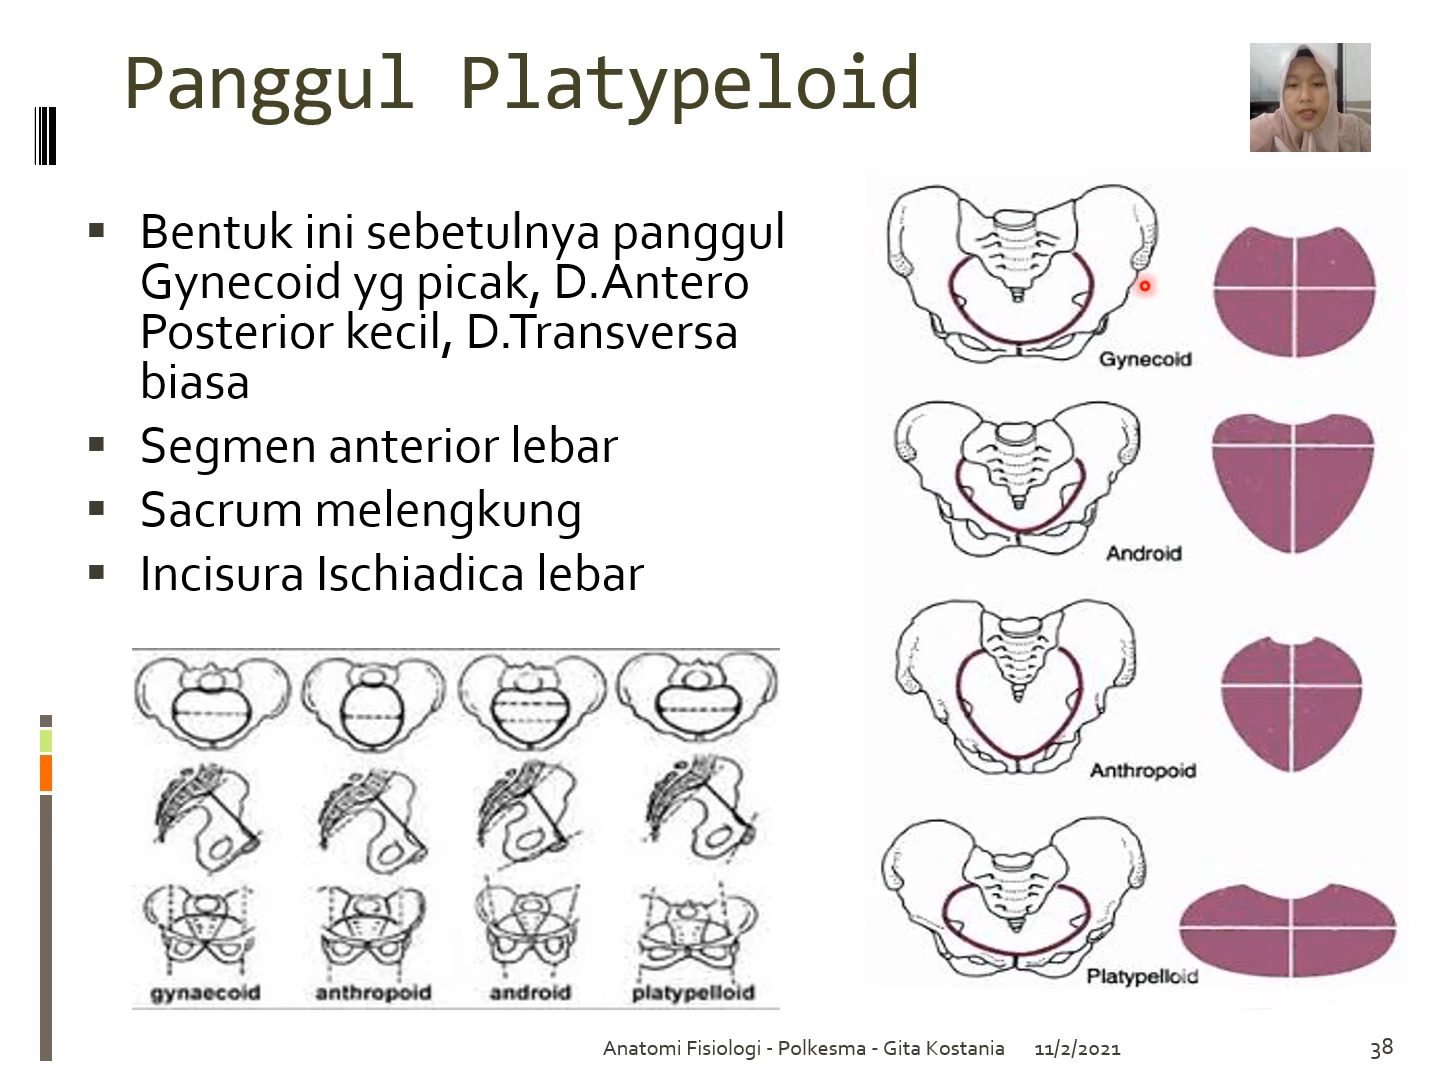 Panggul Platypeloid
▪ Bentuk ini sebetulnya panggul
Gynecoid yg picak, D.Antero
Posterior kecil, D.Transversa
biasa
▪ Segmen anterior lebar
▪ Sacrum melengkung
▪ Incisura Ischiadica lebar
gynaecoid anthropoid android platypelloid
Gynecoid
Android
Anthropoid
Platypelloid
Anatomi Fisiologi - Polkesma - Gita Kostania 11/2/2021 38